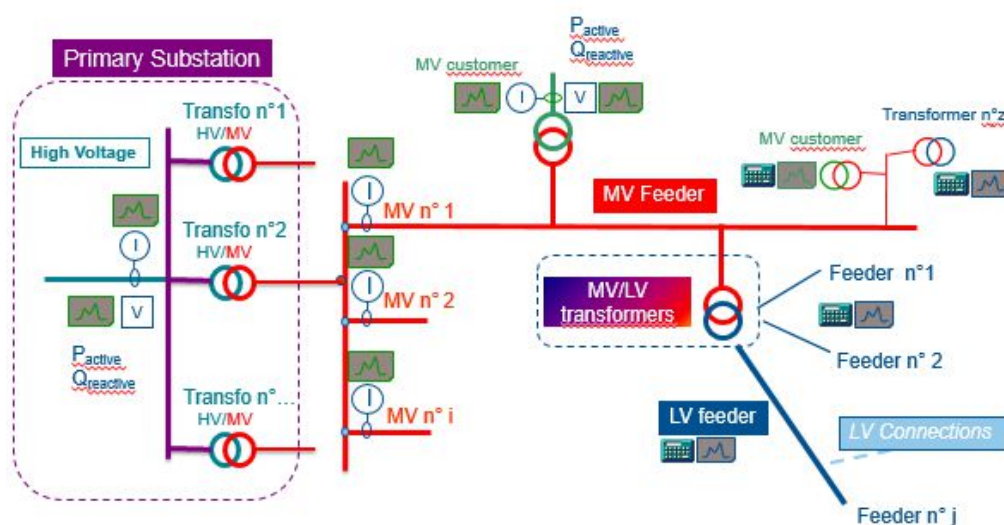 Primary Substation
High Voltage
Transfo n°1
HV/MV
I
Transfo n°2
HV/MV
V
Pactive
Qreactive
Transfo n°...
HV/MV
I
MV n° 1
I
MV n° 2
I
MV n° i
Pactive
Qreactive
MV customer
I
V
MV Feeder
MV customer
Transformer n°z
MV/LV
transformers
Feeder n°1
Feeder n° 2
LV feeder
LV Connections
Feeder n° j